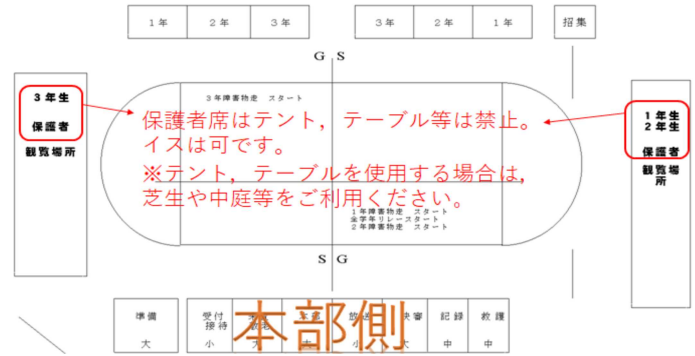 1年 2年 3年 3年 2年 1年 招集
G S
3年生
保護者
観覧場所
3年障害物走 スタート
保護者席はテント，テーブル等は禁止。
イスは可です。
※テント，テーブルを使用する場合は，
芝生や中庭等をご利用ください。
1年生
2年生
保護者
観覧場
所
1年障害物走 スタート
全学年リレースタート
2年障害物走 スタート
S G
本部側
準備 受付 放送 決審 記録 救護
接待
大 小 大 大 小 大 中 中